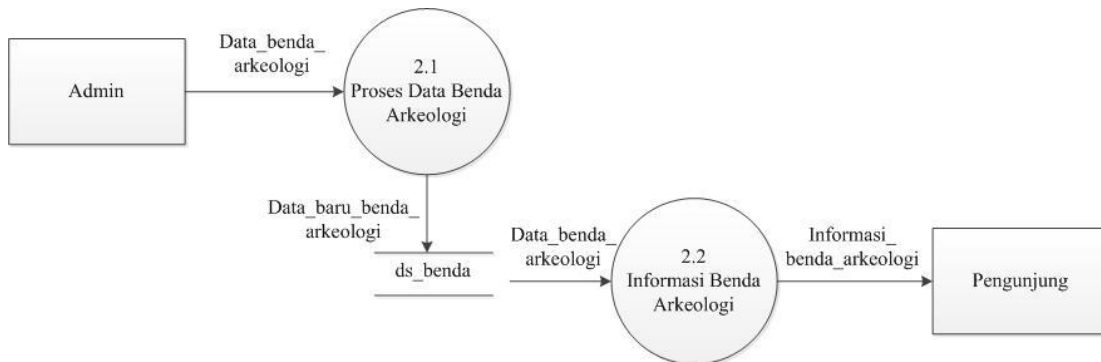 Admin
Data_benda_
arkeologi
2.1
Proses Data Benda
Arkeologi
Data_baru_benda_
arkeologi
ds_benda
Data_benda_
arkeologi
2.2
Informasi Benda
Arkeologi
Informasi_
benda_arkeologi
Pengunjung